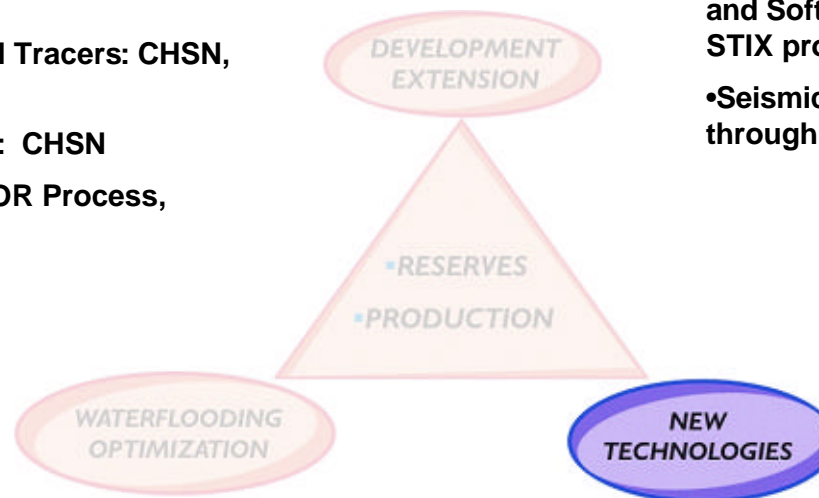 l Tracers: CHSN,
: CHSN
OR Process,
and Soft
STIX pro
•Seismic
through
DEVELOPMENT
EXTENSION
•RESERVES
•PRODUCTION
WATERFLOODING
OPTIMIZATION
NEW
TECHNOLOGIES